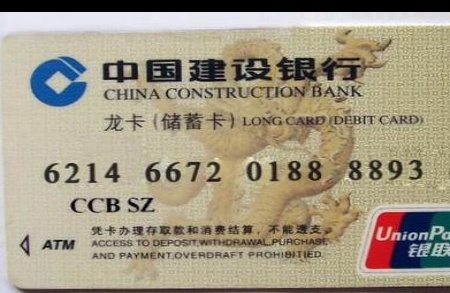 中国建设银行
CHINA CONSTRUCTION BANK
龙卡(储蓄卡) LONG CARD (DEBIT CARD)
6214 6672 0188 8893
CCB SZ
凭卡办理存取款和消费结算,不能透支。
ATM ACCESS TO DEPOSIT,WITHDRAWAL,PURCHASE
AND PAYMENT,OVERDRAFT PROHIBITIED.
UnionPa
银联